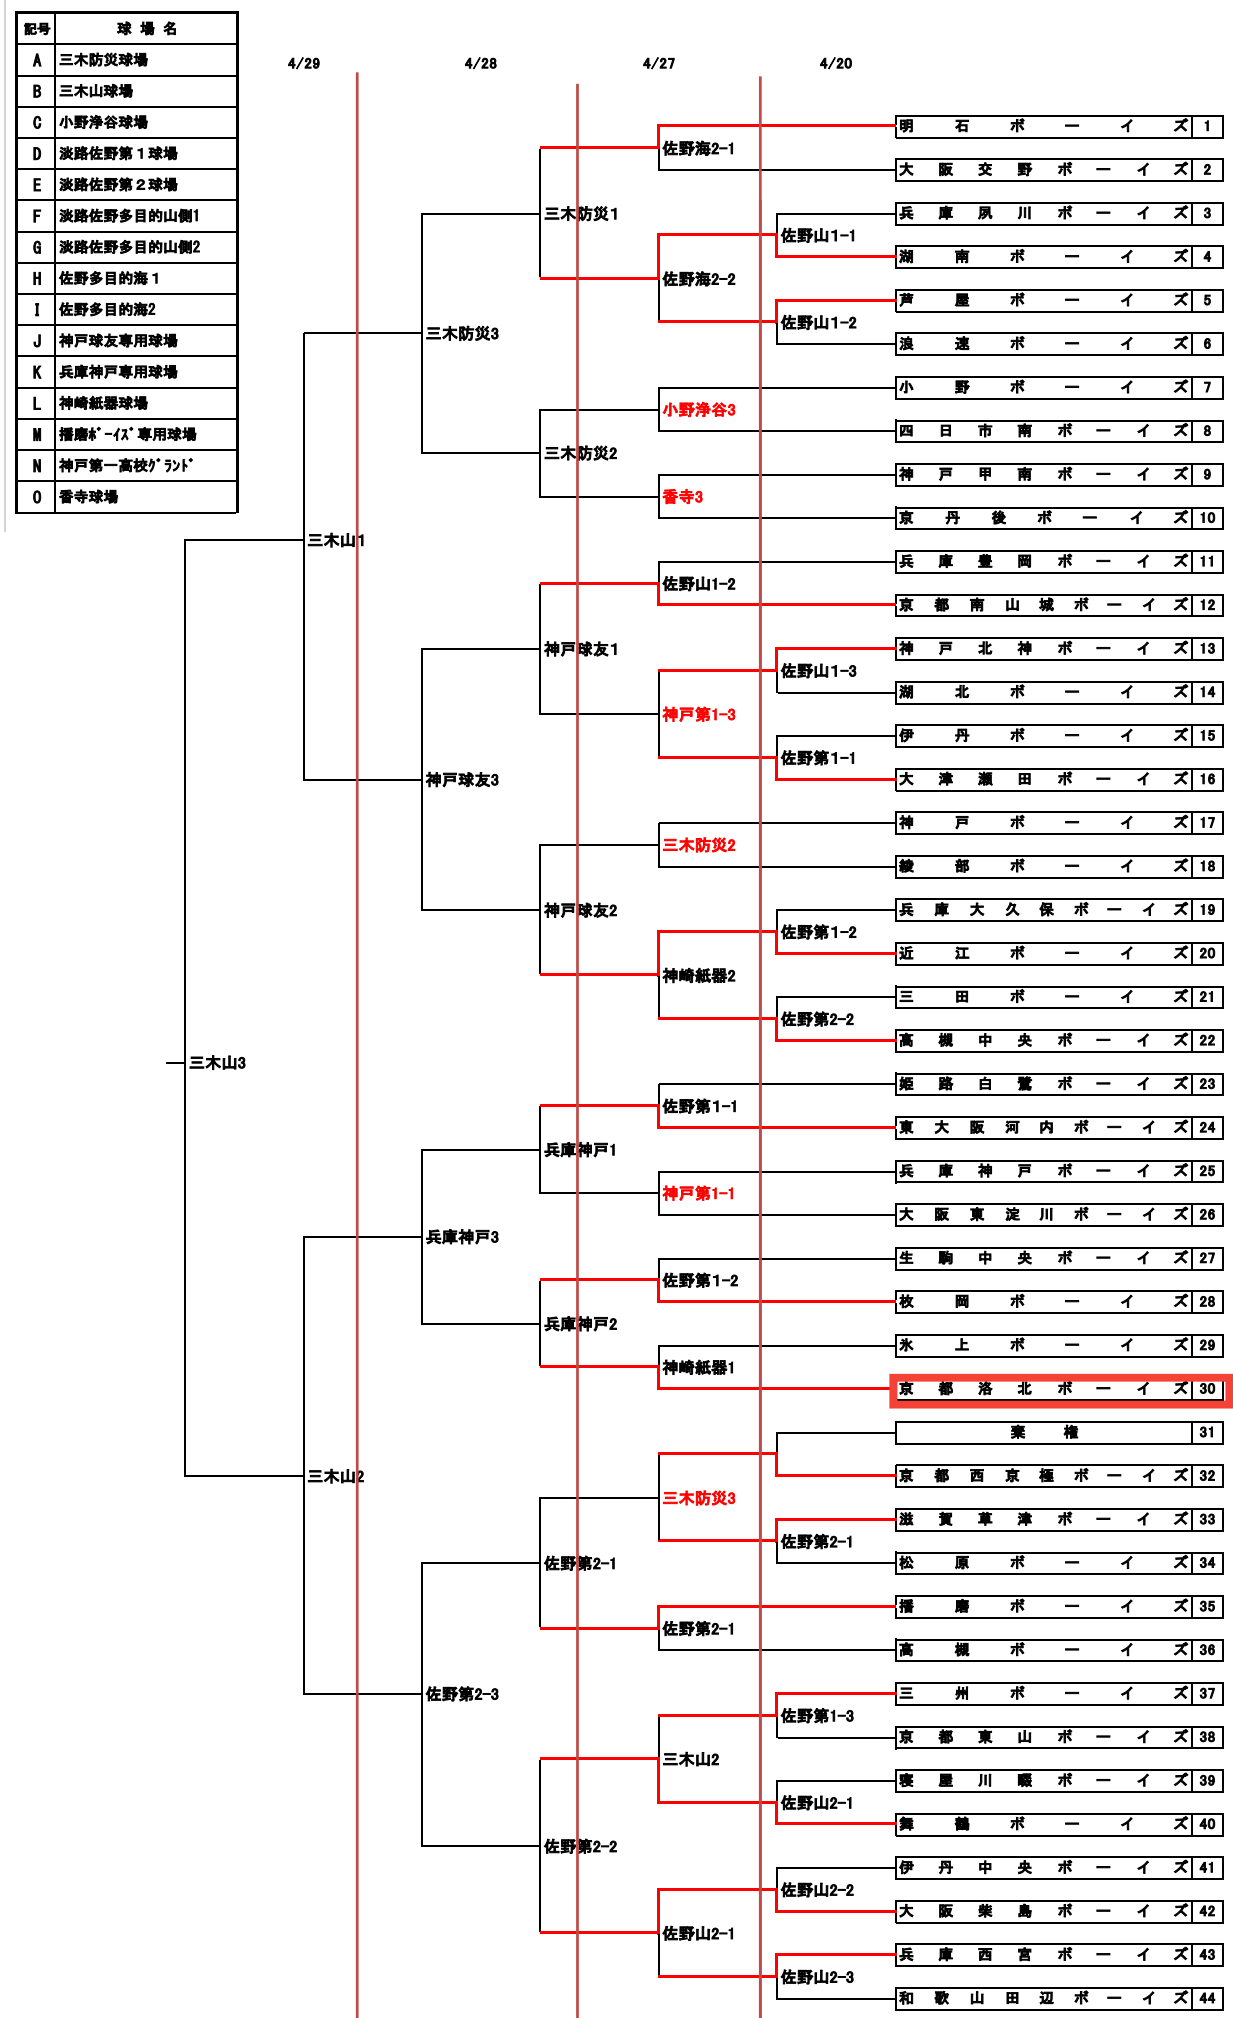 記号 球場名
A 三木防災球場
B 三木山球場
C 小野浄谷球場
D 淡路佐野第１球場
E 淡路佐野第２球場
F 淡路佐野多目的山側1
G 淡路佐野多目的山側2
H 佐野多目的海１
I 佐野多目的海2
J 神戸球友専用球場
K 兵庫神戸専用球場
L 神崎紙器球場
M 播磨ﾎﾞｰｲｽﾞ専用球場
N 神戸第一高校ｸﾞﾗﾝﾄﾞ
O 香寺球場
4/29 4/28 4/27 4/20
明石ボーイズ 1
佐野海2-1
大阪交野ボーイズ 2
三木防災1
兵庫夙川ボーイズ 3
佐野山1-1
湖南ボーイズ 4
佐野海2-2
芦屋ボーイズ 5
佐野山1-2
三木防災3
浪速ボーイズ 6
小野ボーイズ 7
小野浄谷3
四日市南ボーイズ 8
三木防災2
神戸甲南ボーイズ 9
香寺3
京丹後ボーイズ 10
三木山1
兵庫豊岡ボーイズ 11
佐野山1-2
京都南山城ボーイズ 12
神戸球友1
神戸北神ボーイズ 13
佐野山1-3
湖北ボーイズ 14
神戸第1-3
伊丹ボーイズ 15
佐野第1-1
神戸球友3
大津瀬田ボーイズ 16
神戸ボーイズ 17
三木防災2
綾部ボーイズ 18
神戸球友2
兵庫大久保ボーイズ 19
佐野第1-2
近江ボーイズ 20
神崎紙器2
三田ボーイズ 21
佐野第2-2
高槻中央ボーイズ 22
三木山3
姫路白鷺ボーイズ 23
佐野第1-1
東大阪河内ボーイズ 24
兵庫神戸1
兵庫神戸ボーイズ 25
神戸第1-1
大阪東淀川ボーイズ 26
兵庫神戸3
生駒中央ボーイズ 27
佐野第1-2
枚岡ボーイズ 28
兵庫神戸2
氷上ボーイズ 29
神崎紙器1
京都洛北ボーイズ 30
棄権 31
三木山2
京都西京極ボーイズ 32
三木防災3
滋賀草津ボーイズ 33
佐野第2-1
松原ボーイズ 34
佐野第2-1
播磨ボーイズ 35
佐野第2-1
高槻ボーイズ 36
佐野第2-3
三州ボーイズ 37
佐野第1-3
京都東山ボーイズ 38
三木山2
寝屋川畷ボーイズ 39
佐野山2-1
舞鶴ボーイズ 40
佐野第2-2
伊丹中央ボーイズ 41
佐野山2-2
大阪柴島ボーイズ 42
佐野山2-1
兵庫西宮ボーイズ 43
佐野山2-3
和歌山田辺ボーイズ 44